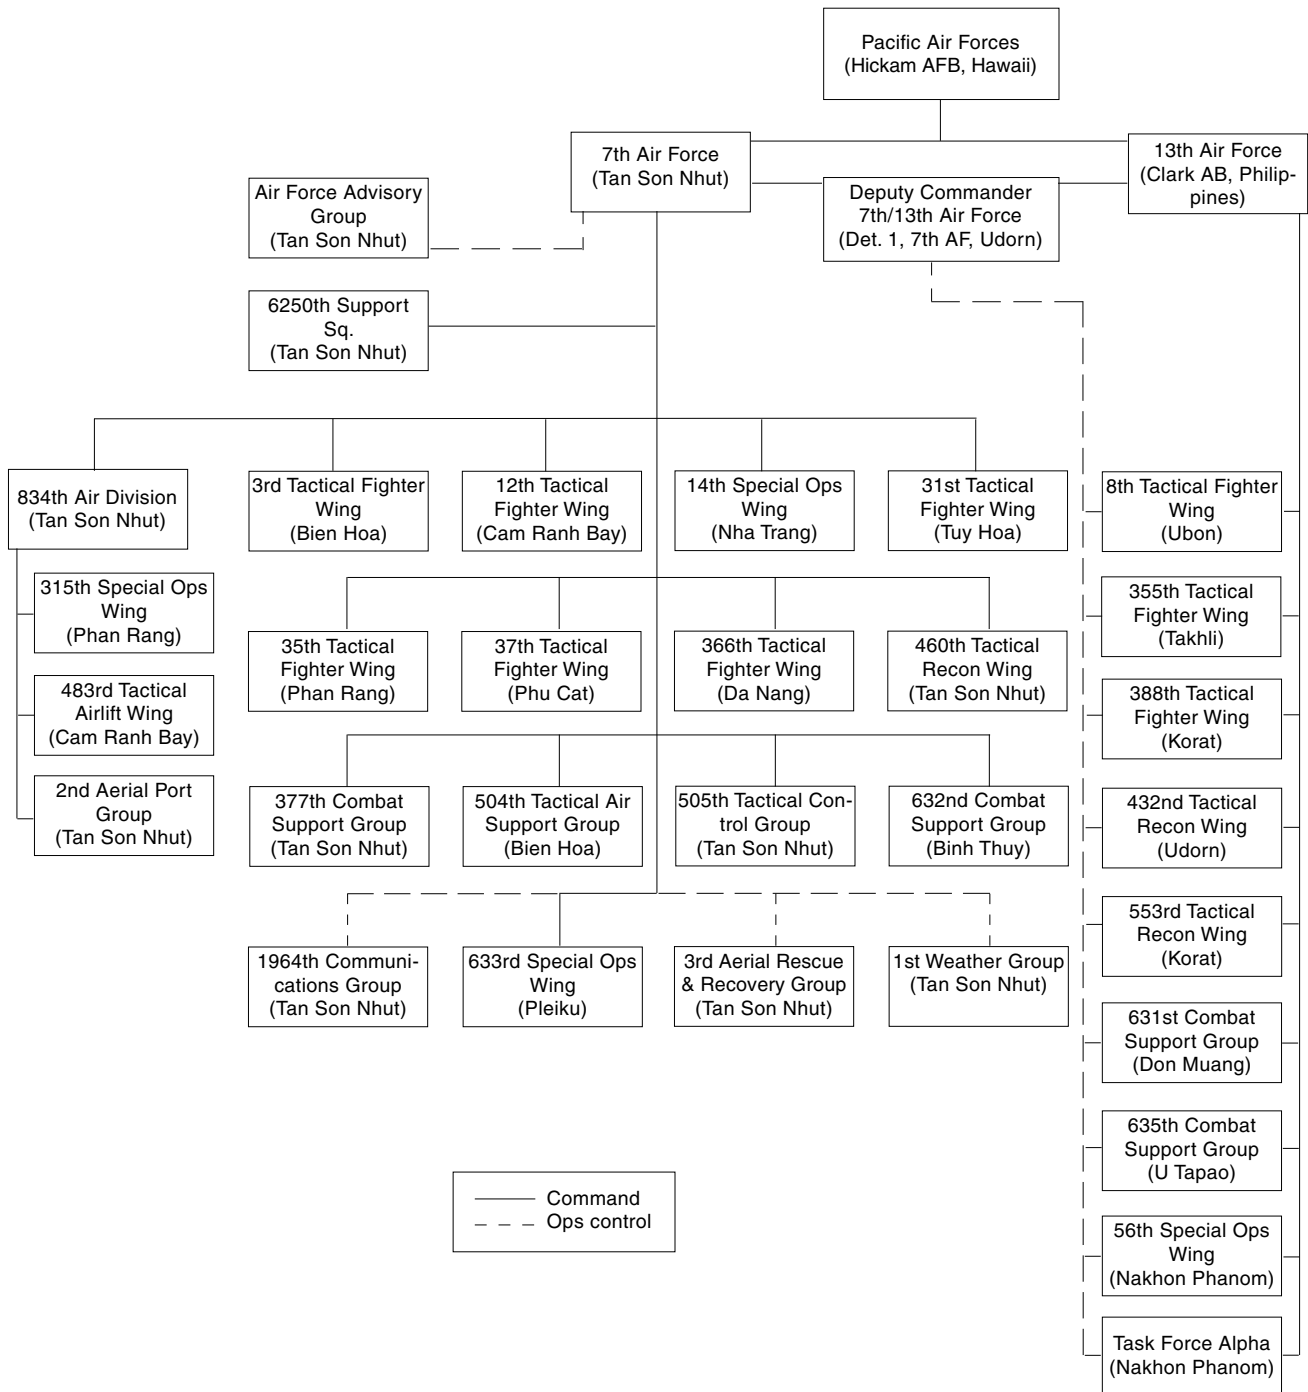 Pacific Air Forces
(Hickam AFB, Hawaii)
7th Air Force
(Tan Son Nhut)
13th Air Force
(Clark AB, Philip-
pines)
Air Force Advisory
Group
(Tan Son Nhut)
Deputy Commander
7th/13th Air Force
(Det. 1, 7th AF, Udorn)
6250th Support
Sq.
(Tan Son Nhut)
834th Air Division
(Tan Son Nhut)
3rd Tactical Fighter
Wing
(Bien Hoa)
12th Tactical
Fighter Wing
(Cam Ranh Bay)
14th Special Ops
Wing
(Nha Trang)
31st Tactical
Fighter Wing
(Tuy Hoa)
8th Tactical Fighter
Wing
(Ubon)
315th Special Ops
Wing
(Phan Rang)
355th Tactical
Fighter Wing
(Takhli)
35th Tactical
Fighter Wing
(Phan Rang)
37th Tactical
Fighter Wing
(Phu Cat)
366th Tactical
Fighter Wing
(Da Nang)
460th Tactical
Recon Wing
(Tan Son Nhut)
483rd Tactical
Airlift Wing
(Cam Ranh Bay)
388th Tactical
Fighter Wing
(Korat)
2nd Aerial Port
Group
(Tan Son Nhut)
377th Combat
Support Group
(Tan Son Nhut)
504th Tactical Air
Support Group
(Bien Hoa)
505th Tactical Con-
trol Group
(Tan Son Nhut)
632nd Combat
Support Group
(Binh Thuy)
432nd Tactical
Recon Wing
(Udorn)
553rd Tactical
Recon Wing
(Korat)
1964th Communi-
cations Group
(Tan Son Nhut)
633rd Special Ops
Wing
(Pleiku)
3rd Aerial Rescue
& Recovery Group
(Tan Son Nhut)
1st Weather Group
(Tan Son Nhut)
631st Combat
Support Group
(Don Muang)
635th Combat
Support Group
(U Tapao)
Command
Ops control
56th Special Ops
Wing
(Nakhon Phanom)
Task Force Alpha
(Nakhon Phanom)